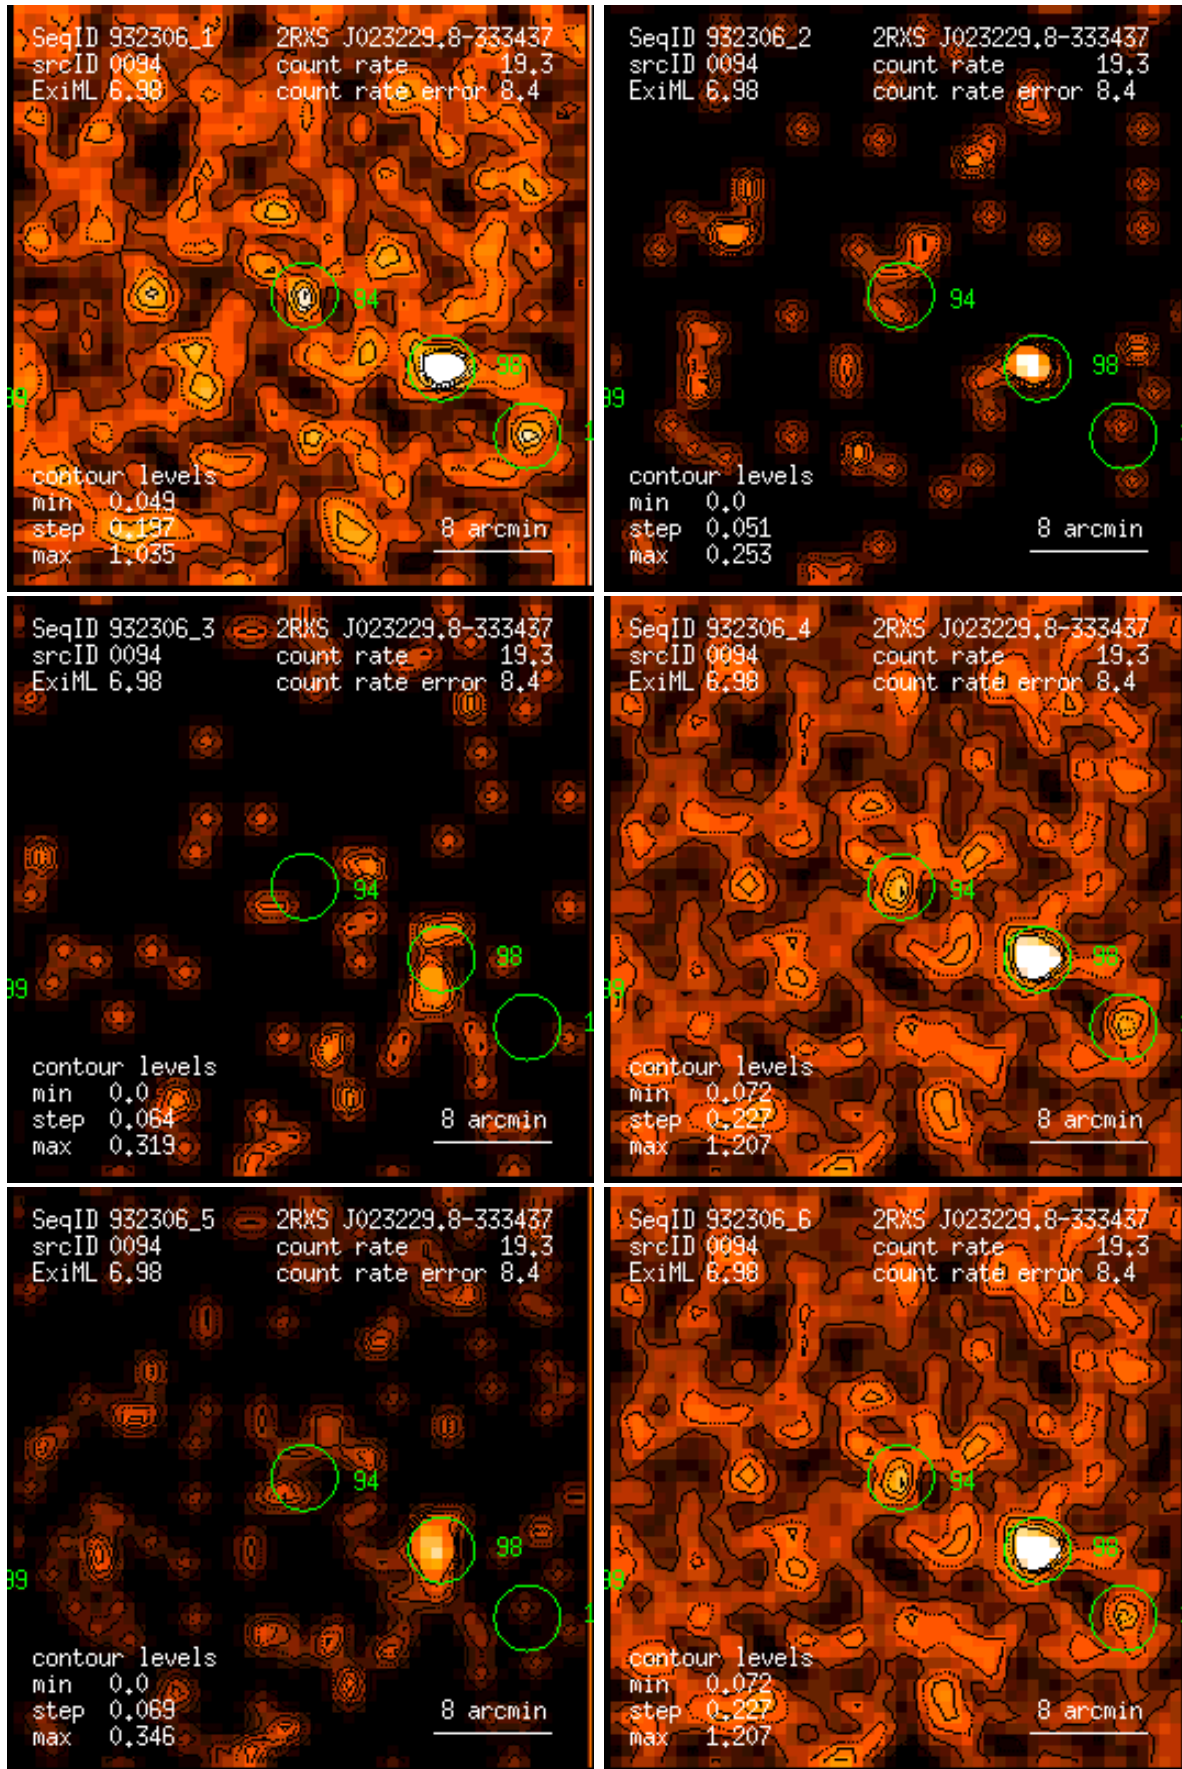 SeqID 932306_1 2RXS J023229.8-333437
srcID 0094 count rate 19.3
ExiML 6.98 count rate error 8.4
94
98
99
1
contour levels
min 0.049
step 0.197
max 1.035
8 arcmin
SeqID 932306_2 2RXS J023229.8-333437
srcID 0094 count rate 19.3
ExiML 6.98 count rate error 8.4
94
98
99
contour levels
min 0.0
step 0.051
max 0.253
8 arcmin
SeqID 932306_3 2RXS J023229.8-333437
srcID 0094 count rate 19.3
ExiML 6.98 count rate error 8.4
94
98
99
1
contour levels
min 0.0
step 0.064
max 0.319
8 arcmin
SeqID 932306_4 2RXS J023229.8-333437
srcID 0094 count rate 19.3
ExiML 6.98 count rate error 8.4
94
98
99
contour levels
min 0.072
step 0.227
max 1.207
8 arcmin
SeqID 932306_5 2RXS J023229.8-333437
srcID 0094 count rate 19.3
ExiML 6.98 count rate error 8.4
94
98
99
1
contour levels
min 0.0
step 0.069
max 0.346
8 arcmin
SeqID 932306_6 2RXS J023229.8-333437
srcID 0094 count rate 19.3
ExiML 6.98 count rate error 8.4
94
98
99
contour levels
min 0.072
step 0.227
max 1.207
8 arcmin